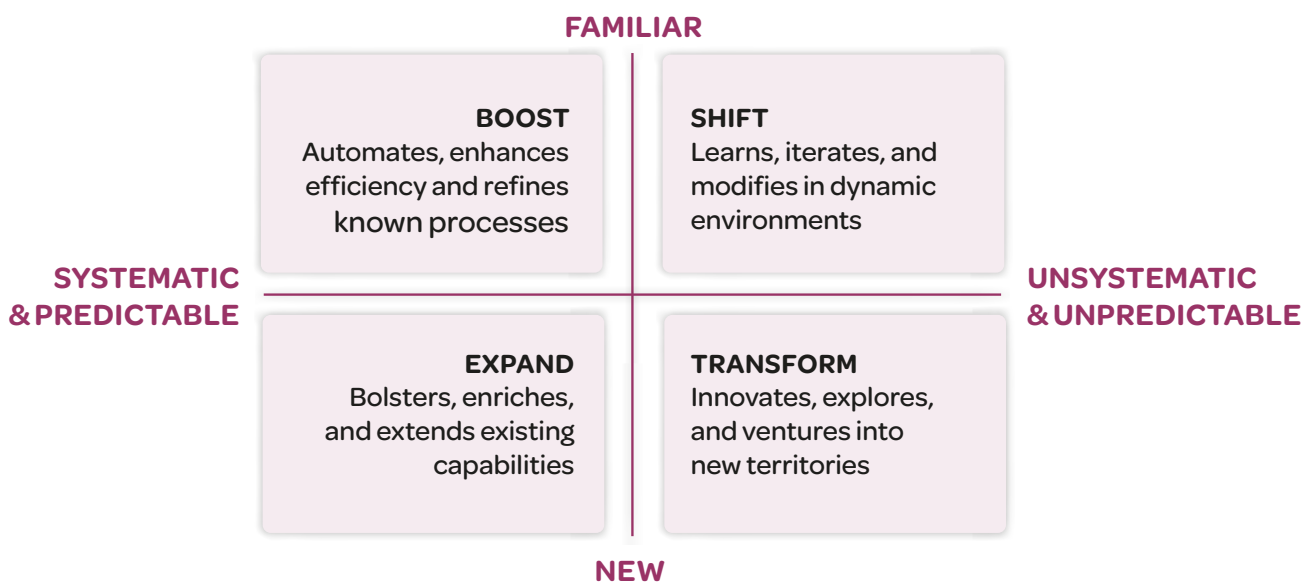 FAMILIAR
BOOST
Automates, enhances
efficiency and refines
known processes
SHIFT
Learns, iterates, and
modifies in dynamic
environments
SYSTEMATIC
& PREDICTABLE
UNSYSTEMATIC
& UNPREDICTABLE
EXPAND
Bolsters, enriches,
and extends existing
capabilities
TRANSFORM
Innovates, explores,
and ventures into
new territories
NEW